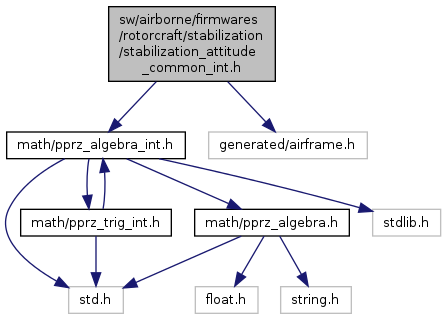 sw/airborne/firmwares
/rotorcraft/stabilization
/stabilization_attitude
_common_int.h
math/pprz_algebra_int.h
generated/airframe.h
math/pprz_trig_int.h
math/pprz_algebra.h
stdlib.h
std.h
float.h
string.h